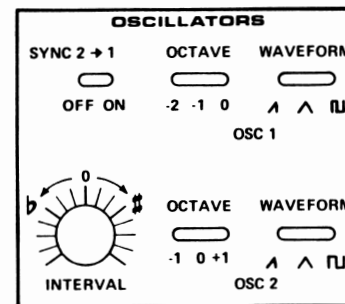 OSCILLATORS
SYNC 2 → 1 OCTAVE WAVEFORM
OFF ON -2 -1 0
OSC 1
♭ 0 ♯
OCTAVE WAVEFORM
-1 0 +1
INTERVAL OSC 2